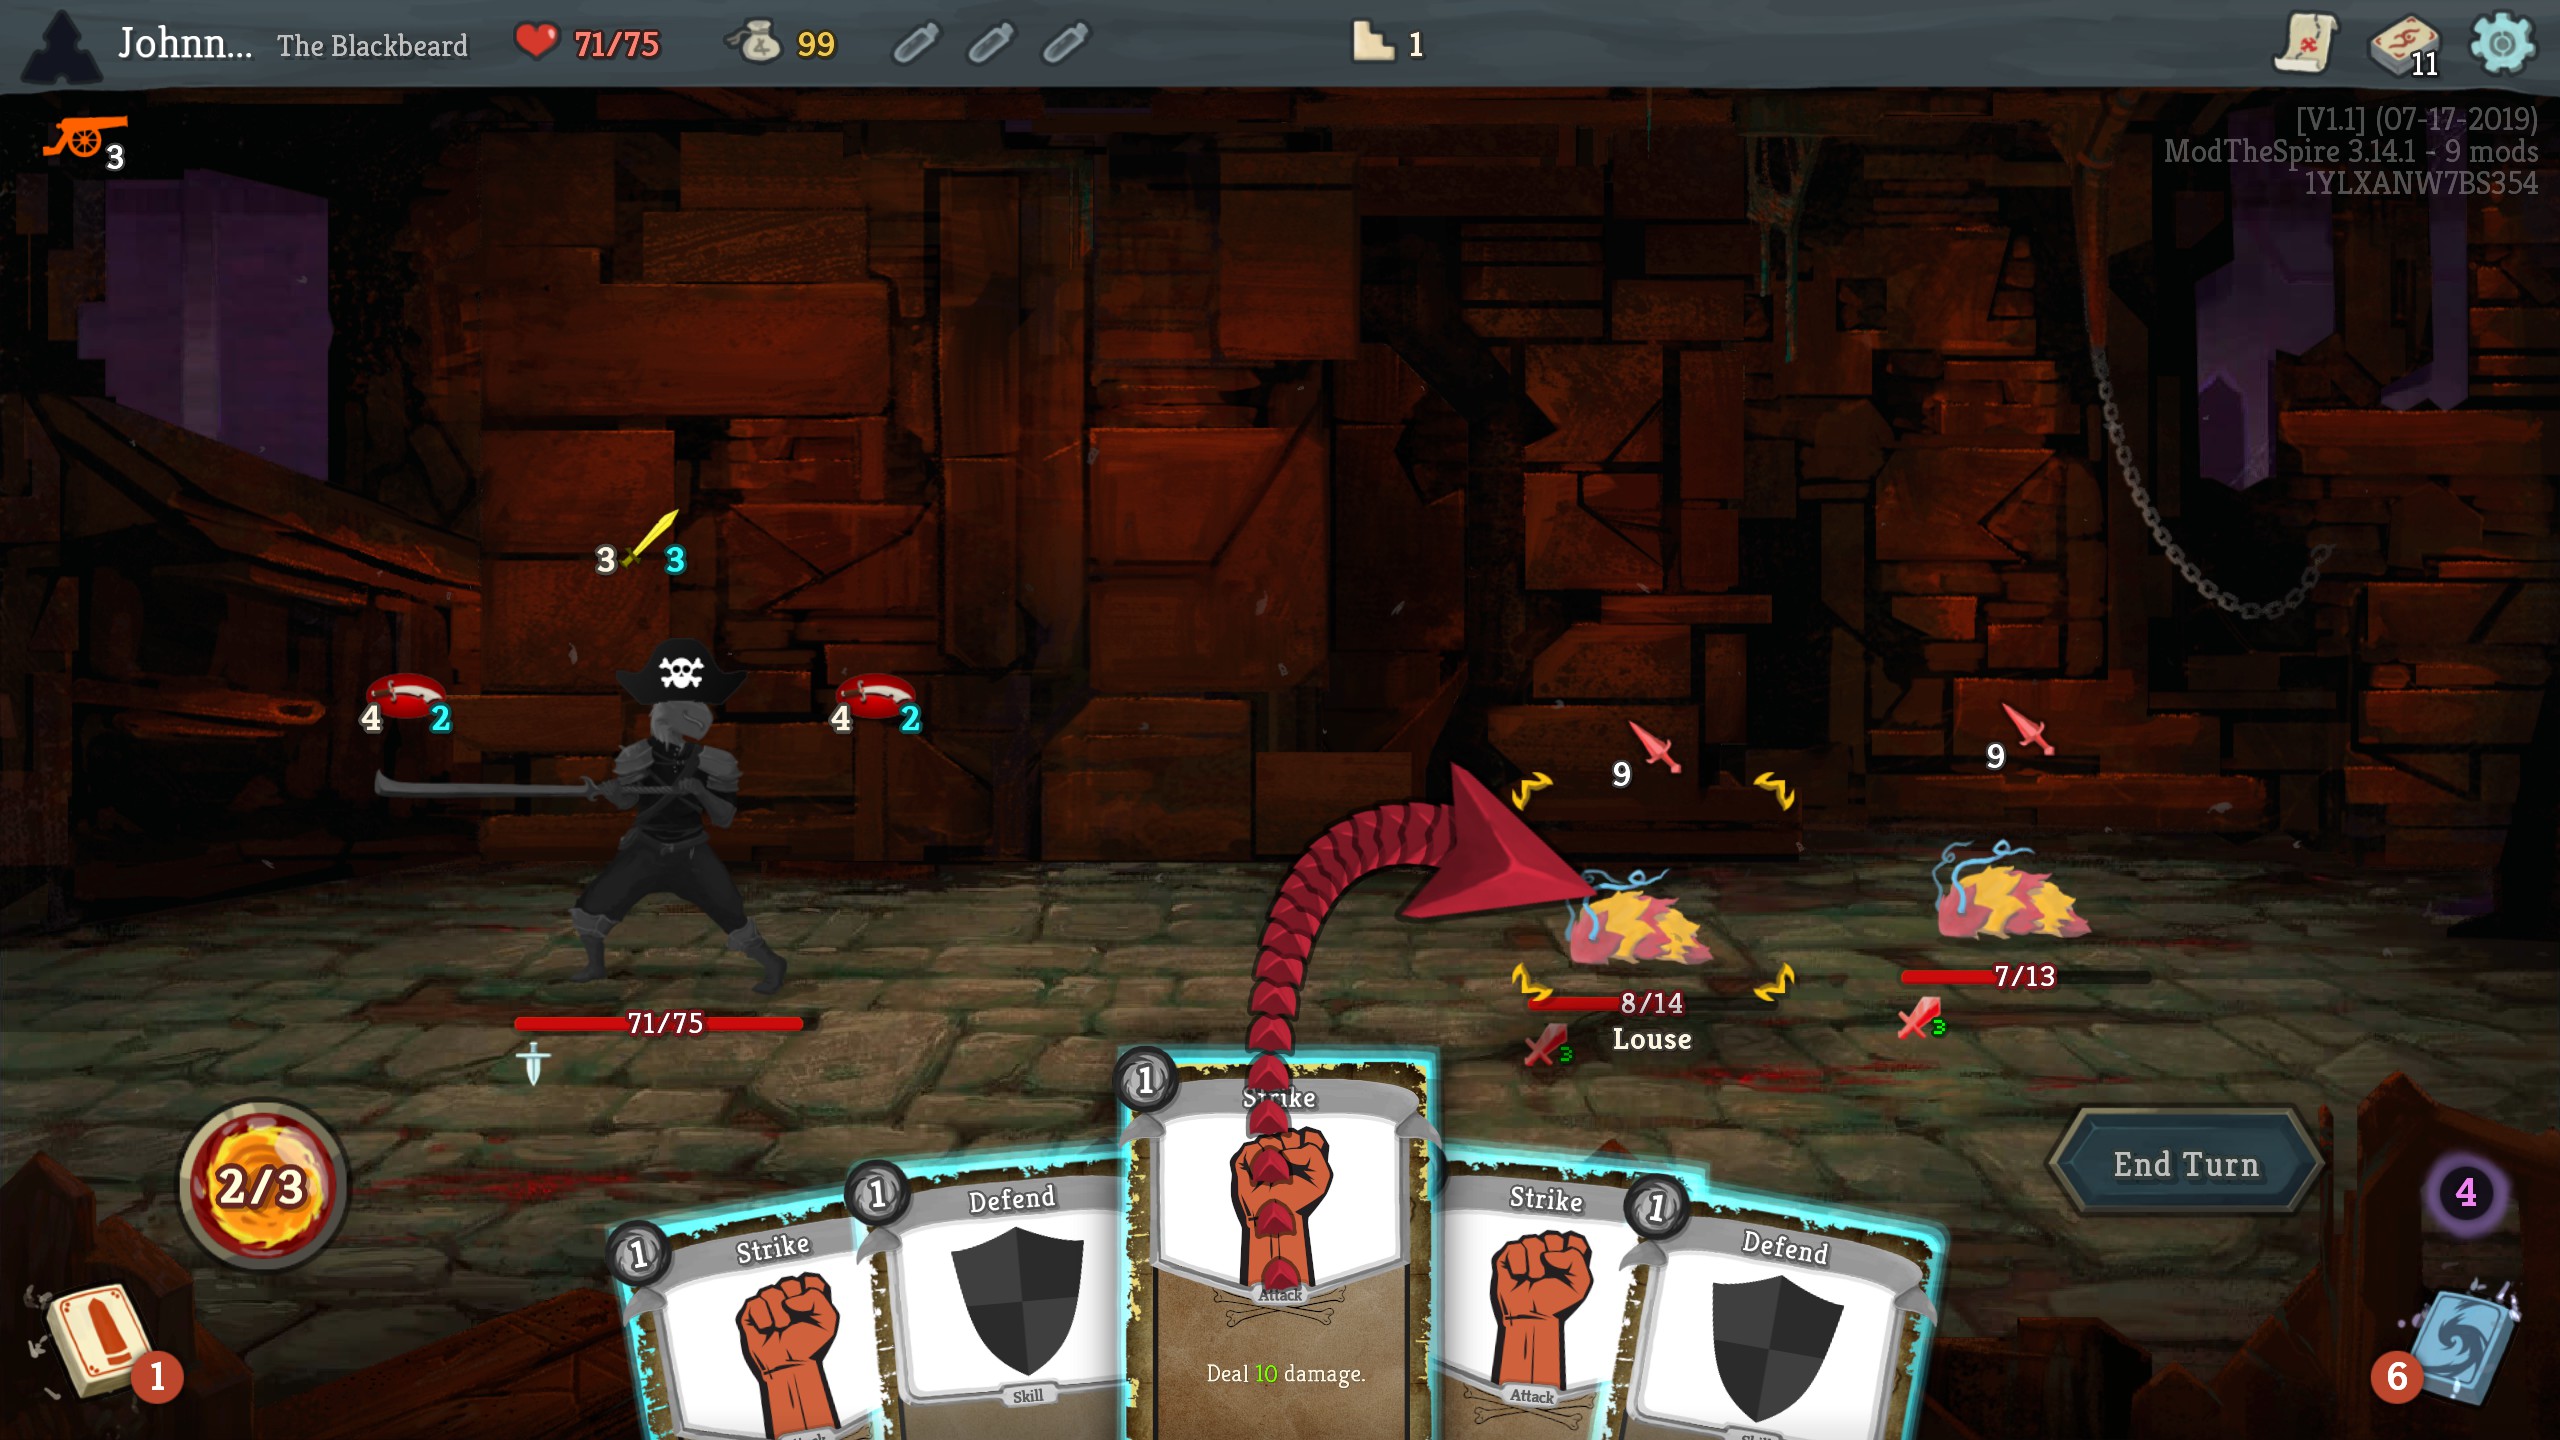 Johnn... The Blackbeard 71/75 99 1 11
3
[V1.1] (07-17-2019)
ModTheSpire 3.14.1 - 9 mods
1YLXANW7BS354
3 3
4 2
4 2
9
9
71/75
8/14
7/13
3
3
Louse
2/3
1
Strike
Attack
Deal 10 damage.
1
Strike
1
Defend
Skill
Strike
Attack
1
Defend
End Turn
4
1
6